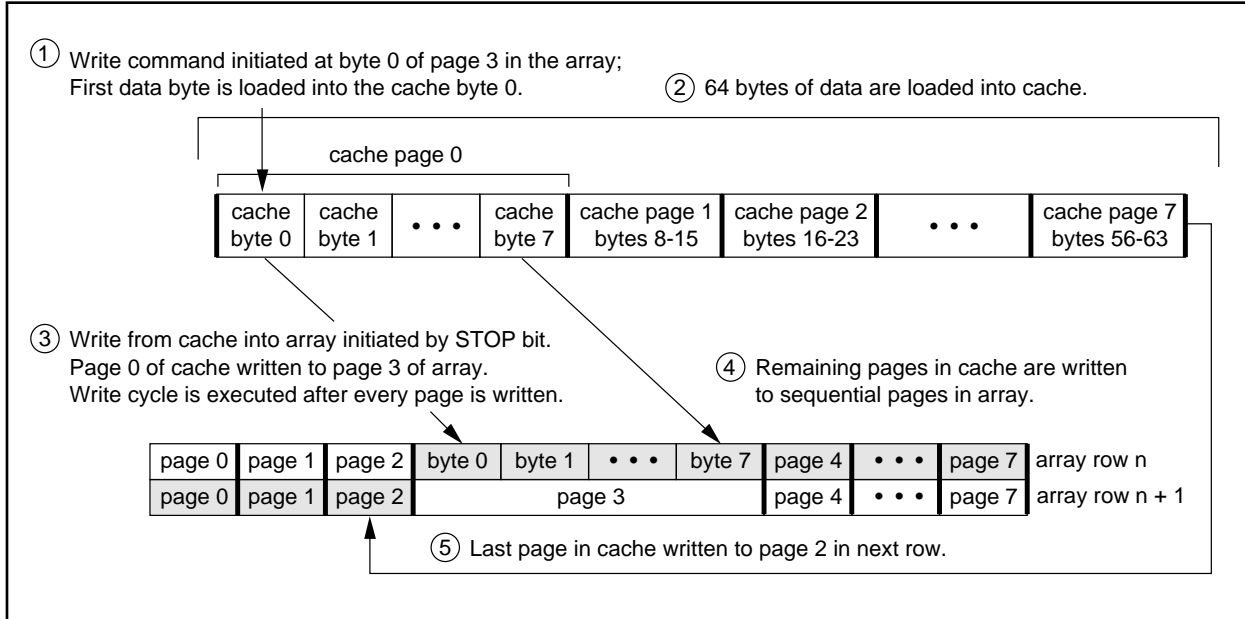 ① Write command initiated at byte 0 of page 3 in the array;
First data byte is loaded into the cache byte 0.
② 64 bytes of data are loaded into cache.
cache page 0
cache byte 0
cache byte 1
• • •
cache byte 7
cache page 1 bytes 8-15
cache page 2 bytes 16-23
• • •
cache page 7 bytes 56-63
③ Write from cache into array initiated by STOP bit.
Page 0 of cache written to page 3 of array.
Write cycle is executed after every page is written.
④ Remaining pages in cache are written
to sequential pages in array.
page 0 page 1 page 2 byte 0 byte 1 • • • byte 7 page 4 • • • page 7 array row n
page 0 page 1 page 2 page 3 page 4 • • • page 7 array row n + 1
⑤ Last page in cache written to page 2 in next row.